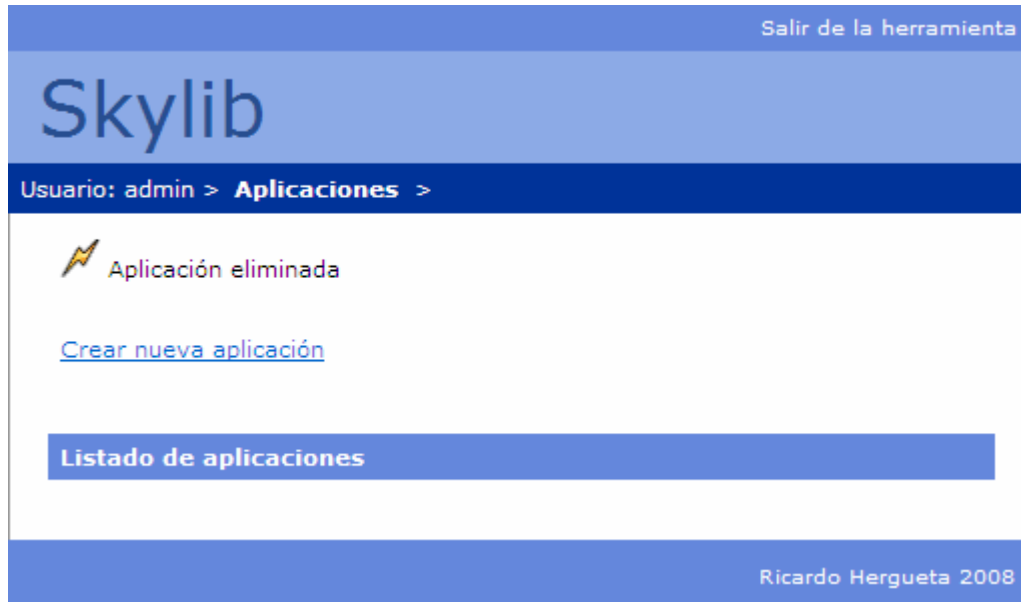 Salir de la herramienta
Skylib
Usuario: admin > Aplicaciones >
Aplicación eliminada
Crear nueva aplicación
Listado de aplicaciones
Ricardo Hergueta 2008